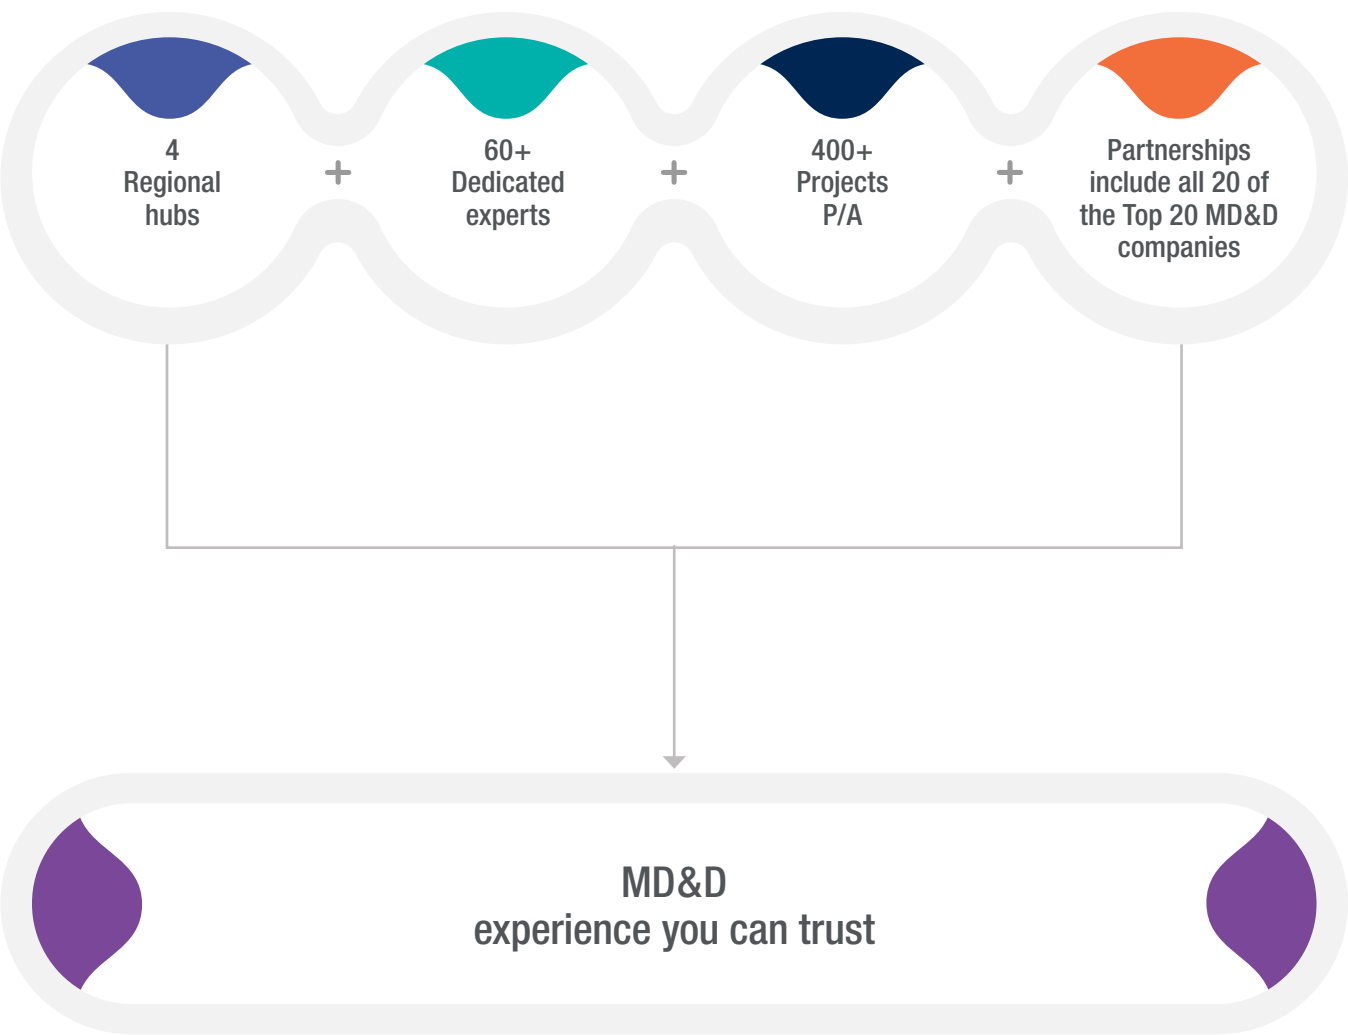 4
Regional
hubs
+
60+
Dedicated
experts
+
400+
Projects
P/A
+
Partnerships
include all 20 of
the Top 20 MD&D
companies
MD&D
experience you can trust